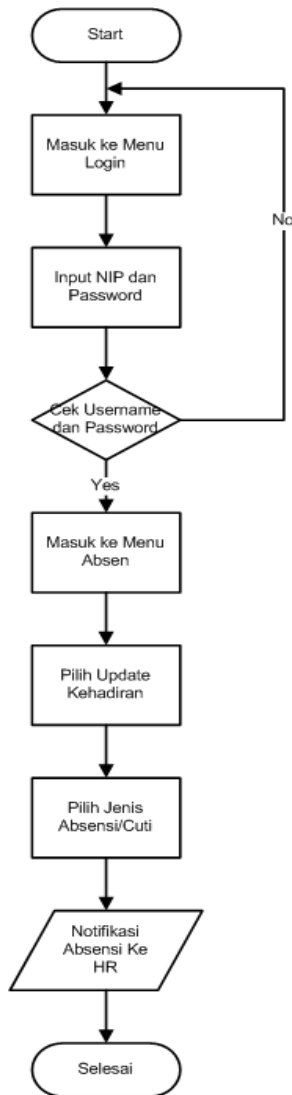 Start
Masuk ke Menu
Login
No
Input NIP dan
Password
Cek Username
dan Password
Yes
Masuk ke Menu
Absen
Pilih Update
Kehadiran
Pilih Jenis
Absensi/Cuti
Notifikasi
Absensi Ke
HR
Selesai